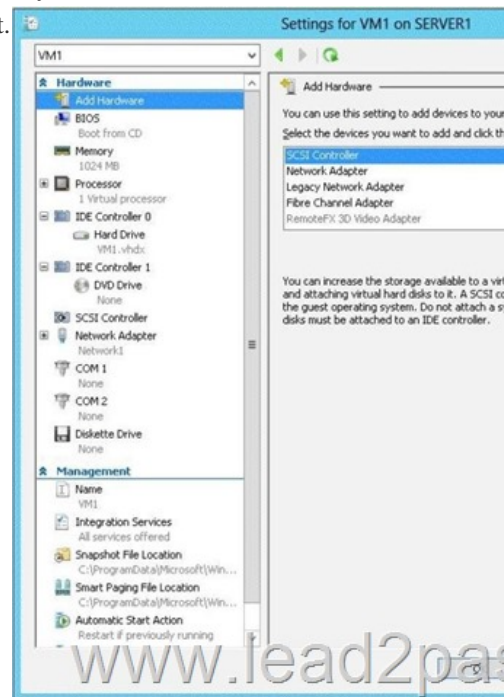 t.
Settings for VM1 on SERVER1
VM1
Hardware
Add Hardware
BIOS
Boot from CD
Memory
1024 MB
Processor
1 Virtual processor
IDE Controller 0
Hard Drive
VM1.vhdx
IDE Controller 1
DVD Drive
None
SCSI Controller
Network Adapter
Network1
COM 1
None
COM 2
None
Diskette Drive
None
Management
Name
VM1
Integration Services
All services offered
Snapshot File Location
C:\ProgramData\Microsoft\Win...
Smart Paging File Location
C:\ProgramData\Microsoft\Win...
Automatic Start Action
Restart if previously running
Add Hardware
You can use this setting to add devices to your
Select the devices you want to add and click th
SCSI Controller
Network Adapter
Legacy Network Adapter
Fibre Channel Adapter
RemoteFX 3D Video Adapter
You can increase the storage available to a virt
and attaching virtual hard disks to it. A SCSI co
the guest operating system. Do not attach a sy
disks must be attached to an IDE controller.
www.lead2pas